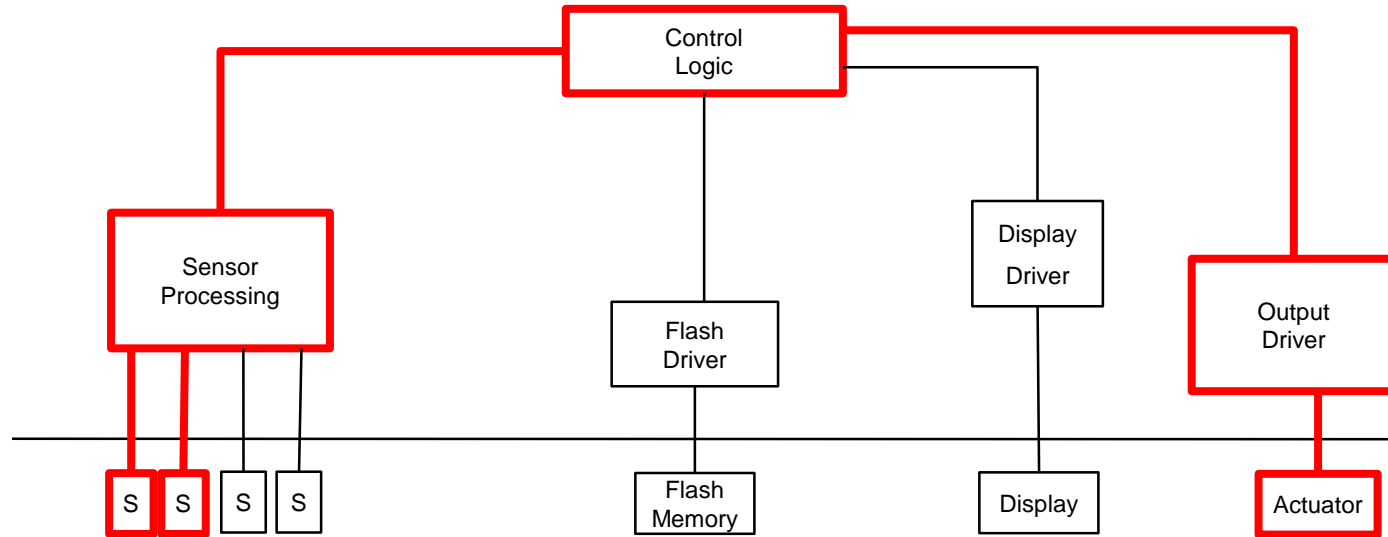 Control
Logic
Sensor
Processing
Display
Driver
Output
Driver
Flash
Driver
S
S
S
S
Flash
Memory
Display
Actuator